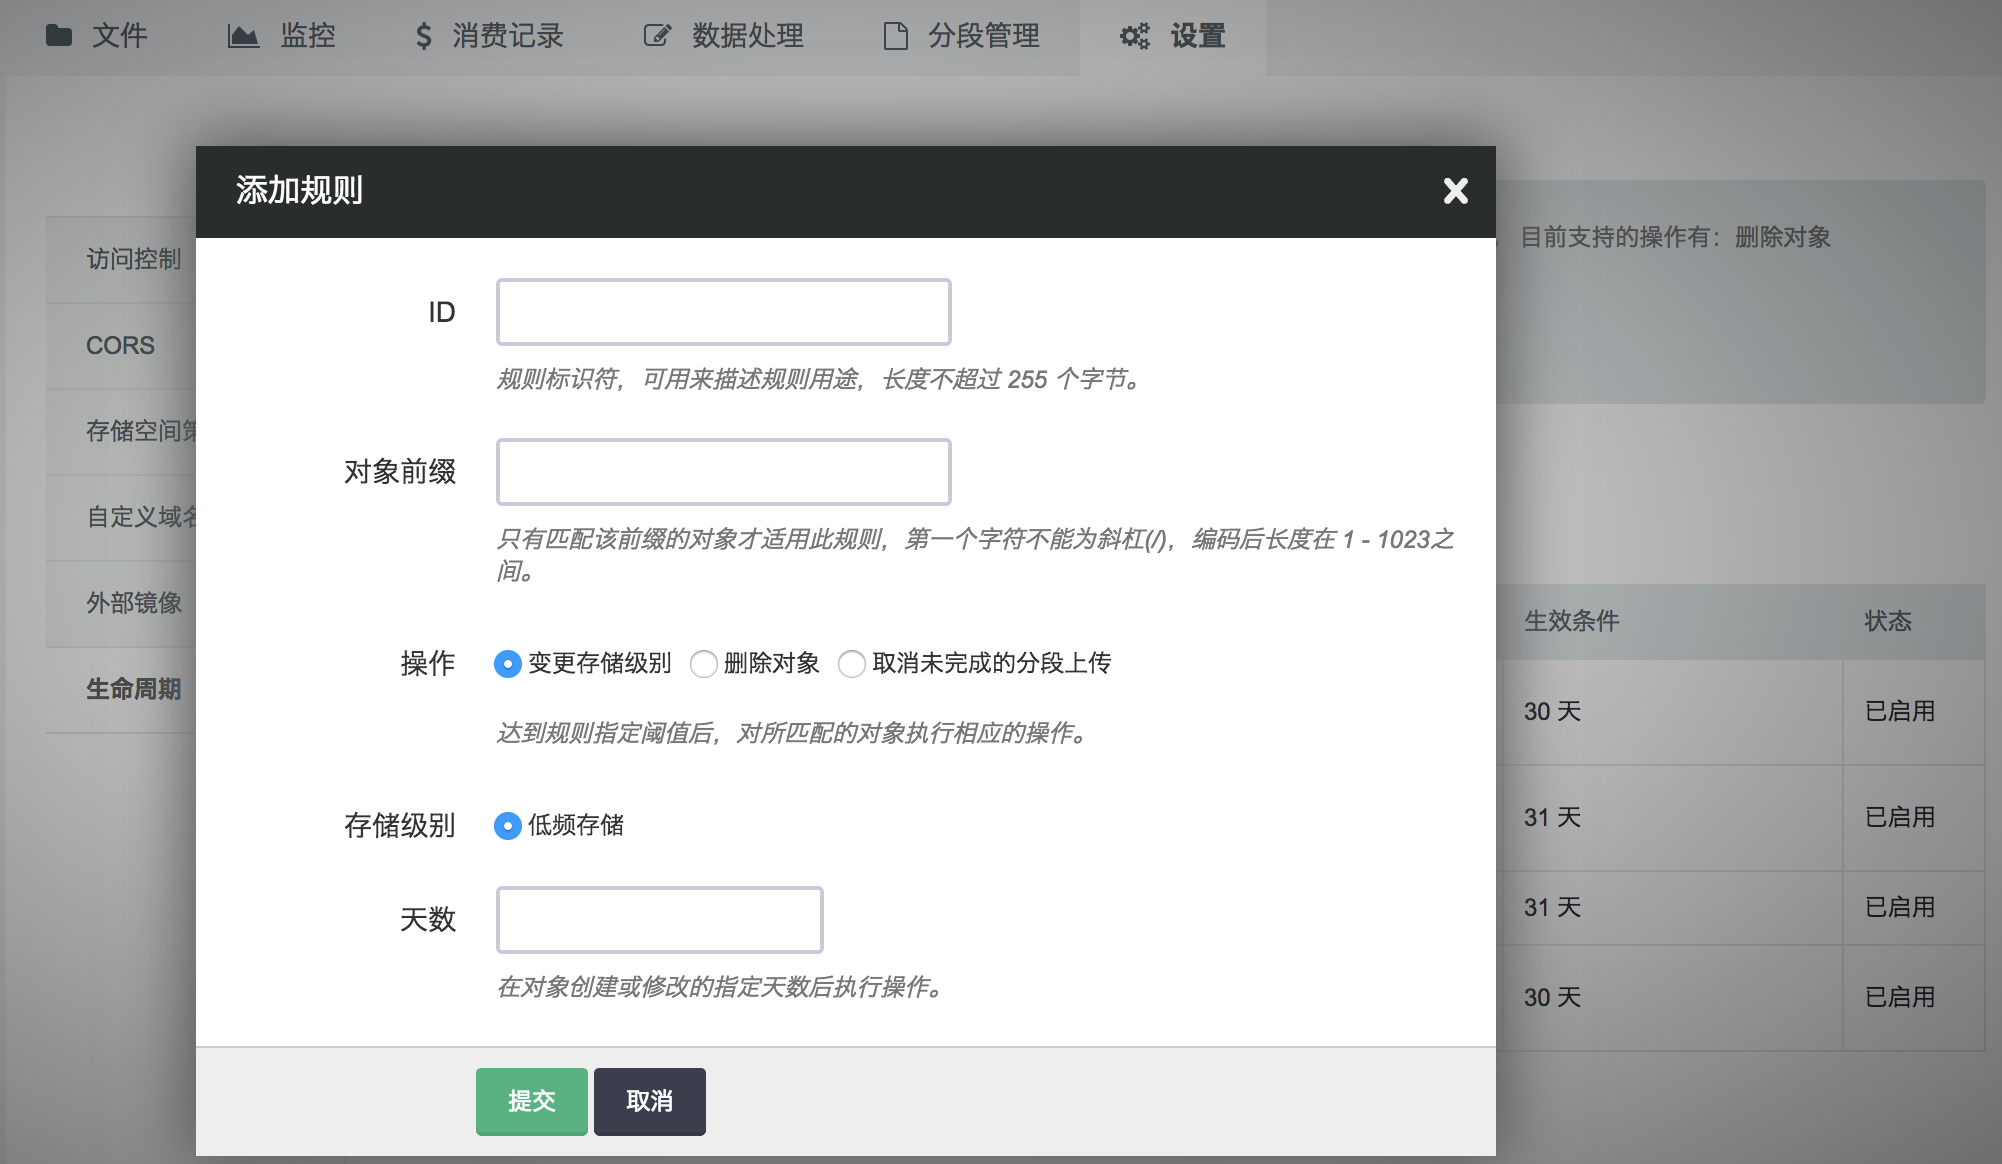 文件 监控 消费记录 数据处理 分段管理 设置
添加规则
目前支持的操作有：删除对象
访问控制
CORS
存储空间
自定义域名
外部镜像
生命周期
ID
规则标识符，可用来描述规则用途，长度不超过 255 个字节。
对象前缀
只有匹配该前缀的对象才适用此规则，第一个字符不能为斜杠(/)，编码后长度在 1 - 1023之
间。
操作 变更存储级别 删除对象 取消未完成的分段上传
达到规则指定阈值后，对所匹配的对象执行相应的操作。
存储级别 低频存储
天数
在对象创建或修改的指定天数后执行操作。
提交 取消
生效条件 状态
30 天 已启用
31 天 已启用
31 天 已启用
30 天 已启用